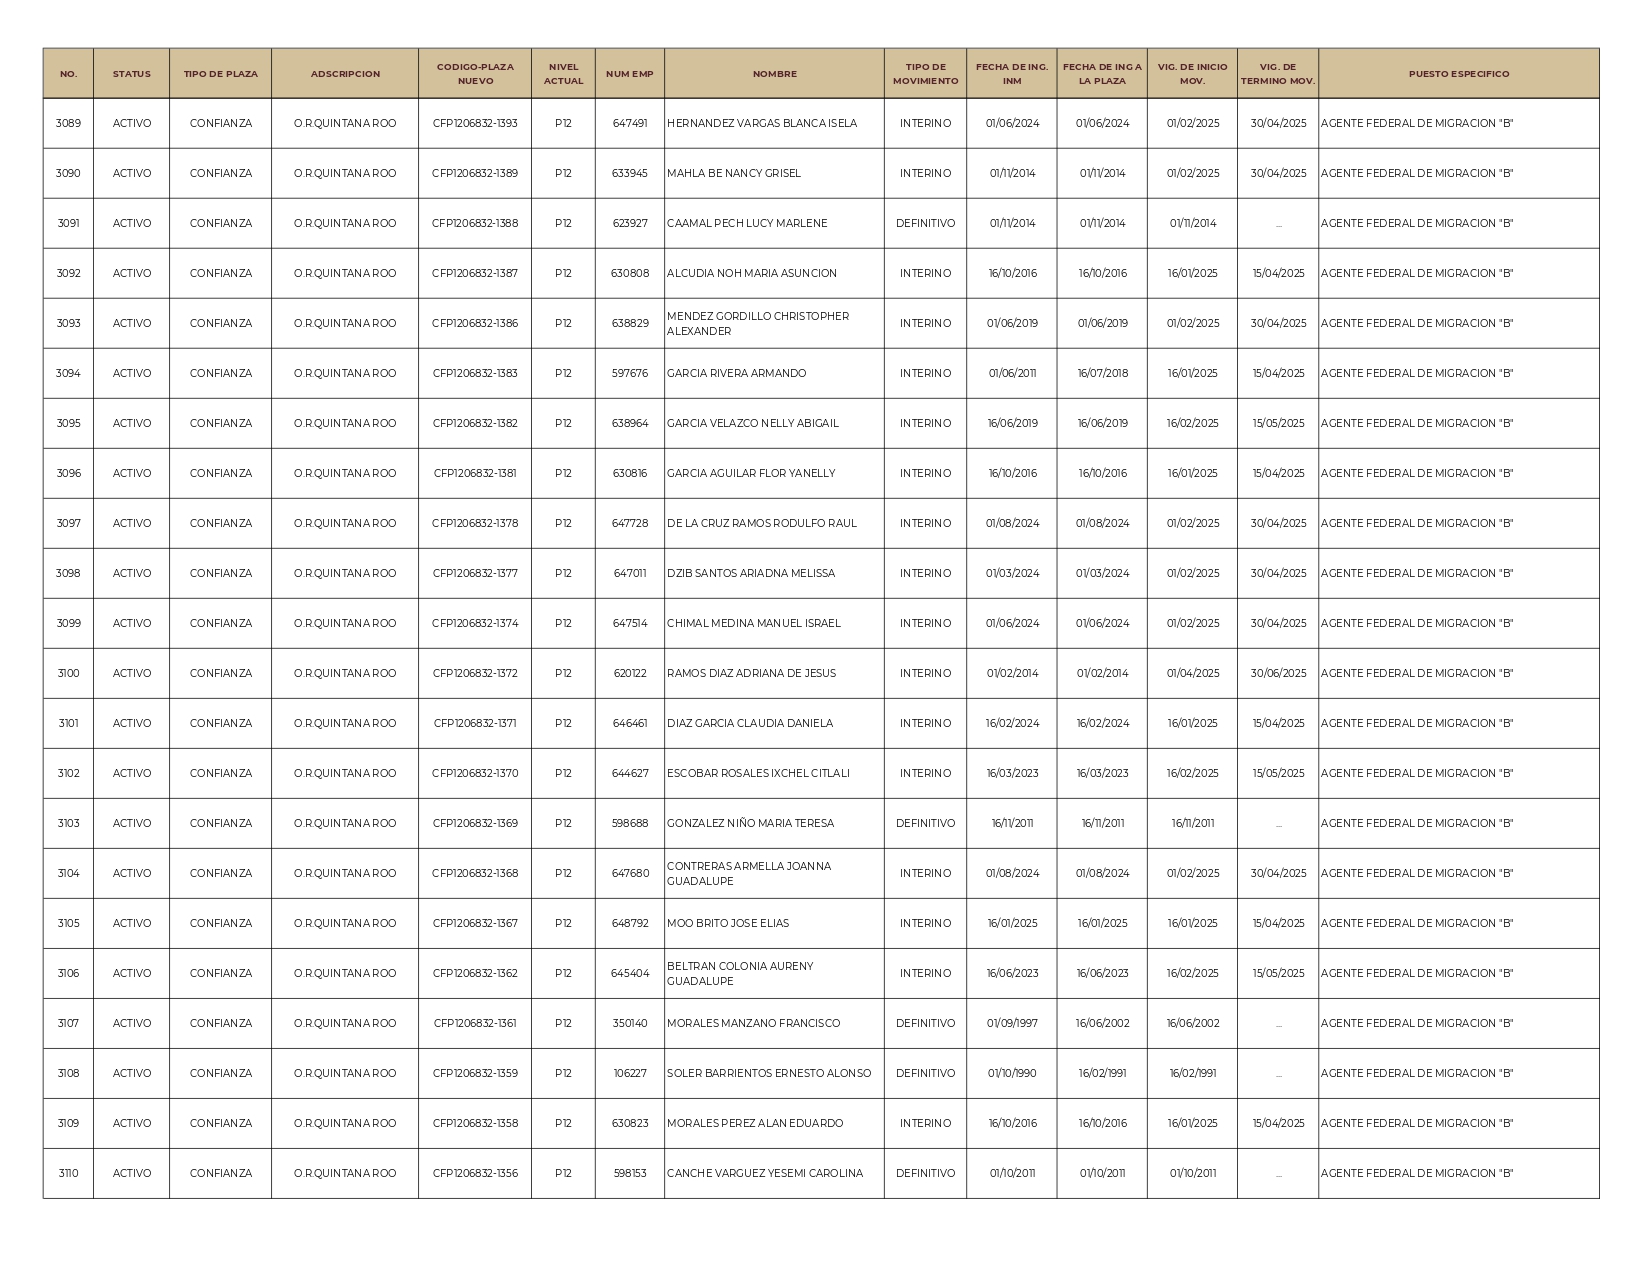 NO. STATUS TIPO DE PLAZA ADSCRIPCION CODIGO-PLAZA NUEVO NIVEL ACTUAL NUM EMP NOMBRE TIPO DE MOVIMIENTO FECHA DE ING. INM FECHA DE ING A LA PLAZA VIG. DE INICIO MOV. VIG. DE TERMINO MOV. PUESTO ESPECIFICO
3089 ACTIVO CONFIANZA O.R.QUINTANA ROO CFP1206832-1393 P12 647491 HERNANDEZ VARGAS BLANCA ISELA INTERINO 01/06/2024 01/06/2024 01/02/2025 30/04/2025 AGENTE FEDERAL DE MIGRACION "B"
3090 ACTIVO CONFIANZA O.R.QUINTANA ROO CFP1206832-1389 P12 633945 MAHLA BE NANCY GRISEL INTERINO 01/11/2014 01/11/2014 01/02/2025 30/04/2025 AGENTE FEDERAL DE MIGRACION "B"
3091 ACTIVO CONFIANZA O.R.QUINTANA ROO CFP1206832-1388 P12 623927 CAAMAL PECH LUCY MARLENE DEFINITIVO 01/11/2014 01/11/2014 01/11/2014 ... AGENTE FEDERAL DE MIGRACION "B"
3092 ACTIVO CONFIANZA O.R.QUINTANA ROO CFP1206832-1387 P12 630808 ALCUDIA NOH MARIA ASUNCION INTERINO 16/10/2016 16/10/2016 16/01/2025 15/04/2025 AGENTE FEDERAL DE MIGRACION "B"
3093 ACTIVO CONFIANZA O.R.QUINTANA ROO CFP1206832-1386 P12 638829 MENDEZ GORDILLO CHRISTOPHER ALEXANDER INTERINO 01/06/2019 01/06/2019 01/02/2025 30/04/2025 AGENTE FEDERAL DE MIGRACION "B"
3094 ACTIVO CONFIANZA O.R.QUINTANA ROO CFP1206832-1383 P12 597676 GARCIA RIVERA ARMANDO INTERINO 01/06/2011 16/07/2018 16/01/2025 15/04/2025 AGENTE FEDERAL DE MIGRACION "B"
3095 ACTIVO CONFIANZA O.R.QUINTANA ROO CFP1206832-1382 P12 638964 GARCIA VELAZCO NELLY ABIGAIL INTERINO 16/06/2019 16/06/2019 16/02/2025 15/05/2025 AGENTE FEDERAL DE MIGRACION "B"
3096 ACTIVO CONFIANZA O.R.QUINTANA ROO CFP1206832-1381 P12 630816 GARCIA AGUILAR FLOR YANELLY INTERINO 16/10/2016 16/10/2016 16/01/2025 15/04/2025 AGENTE FEDERAL DE MIGRACION "B"
3097 ACTIVO CONFIANZA O.R.QUINTANA ROO CFP1206832-1378 P12 647728 DE LA CRUZ RAMOS RODULFO RAUL INTERINO 01/08/2024 01/08/2024 01/02/2025 30/04/2025 AGENTE FEDERAL DE MIGRACION "B"
3098 ACTIVO CONFIANZA O.R.QUINTANA ROO CFP1206832-1377 P12 647011 DZIB SANTOS ARIADNA MELISSA INTERINO 01/03/2024 01/03/2024 01/02/2025 30/04/2025 AGENTE FEDERAL DE MIGRACION "B"
3099 ACTIVO CONFIANZA O.R.QUINTANA ROO CFP1206832-1374 P12 647514 CHIMAL MEDINA MANUEL ISRAEL INTERINO 01/06/2024 01/06/2024 01/02/2025 30/04/2025 AGENTE FEDERAL DE MIGRACION "B"
3100 ACTIVO CONFIANZA O.R.QUINTANA ROO CFP1206832-1372 P12 620122 RAMOS DIAZ ADRIANA DE JESUS INTERINO 01/02/2014 01/02/2014 01/04/2025 30/06/2025 AGENTE FEDERAL DE MIGRACION "B"
3101 ACTIVO CONFIANZA O.R.QUINTANA ROO CFP1206832-1371 P12 646461 DIAZ GARCIA CLAUDIA DANIELA INTERINO 16/02/2024 16/02/2024 16/01/2025 15/04/2025 AGENTE FEDERAL DE MIGRACION "B"
3102 ACTIVO CONFIANZA O.R.QUINTANA ROO CFP1206832-1370 P12 644627 ESCOBAR ROSALES IXCHEL CITLALI INTERINO 16/03/2023 16/03/2023 16/02/2025 15/05/2025 AGENTE FEDERAL DE MIGRACION "B"
3103 ACTIVO CONFIANZA O.R.QUINTANA ROO CFP1206832-1369 P12 598688 GONZALEZ NIÑO MARIA TERESA DEFINITIVO 16/11/2011 16/11/2011 16/11/2011 ... AGENTE FEDERAL DE MIGRACION "B"
3104 ACTIVO CONFIANZA O.R.QUINTANA ROO CFP1206832-1368 P12 647680 CONTRERAS ARMELLA JOANNA GUADALUPE INTERINO 01/08/2024 01/08/2024 01/02/2025 30/04/2025 AGENTE FEDERAL DE MIGRACION "B"
3105 ACTIVO CONFIANZA O.R.QUINTANA ROO CFP1206832-1367 P12 648792 MOO BRITO JOSE ELIAS INTERINO 16/01/2025 16/01/2025 16/01/2025 15/04/2025 AGENTE FEDERAL DE MIGRACION "B"
3106 ACTIVO CONFIANZA O.R.QUINTANA ROO CFP1206832-1362 P12 645404 BELTRAN COLONIA AURENY GUADALUPE INTERINO 16/06/2023 16/06/2023 16/02/2025 15/05/2025 AGENTE FEDERAL DE MIGRACION "B"
3107 ACTIVO CONFIANZA O.R.QUINTANA ROO CFP1206832-1361 P12 350140 MORALES MANZANO FRANCISCO DEFINITIVO 01/09/1997 16/06/2002 16/06/2002 ... AGENTE FEDERAL DE MIGRACION "B"
3108 ACTIVO CONFIANZA O.R.QUINTANA ROO CFP1206832-1359 P12 106227 SOLER BARRIENTOS ERNESTO ALONSO DEFINITIVO 01/10/1990 16/02/1991 16/02/1991 ... AGENTE FEDERAL DE MIGRACION "B"
3109 ACTIVO CONFIANZA O.R.QUINTANA ROO CFP1206832-1358 P12 630823 MORALES PEREZ ALAN EDUARDO INTERINO 16/10/2016 16/10/2016 16/01/2025 15/04/2025 AGENTE FEDERAL DE MIGRACION "B"
3110 ACTIVO CONFIANZA O.R.QUINTANA ROO CFP1206832-1356 P12 598153 CANCHE VARGUEZ YESEMI CAROLINA DEFINITIVO 01/10/2011 01/10/2011 01/10/2011 ... AGENTE FEDERAL DE MIGRACION "B"